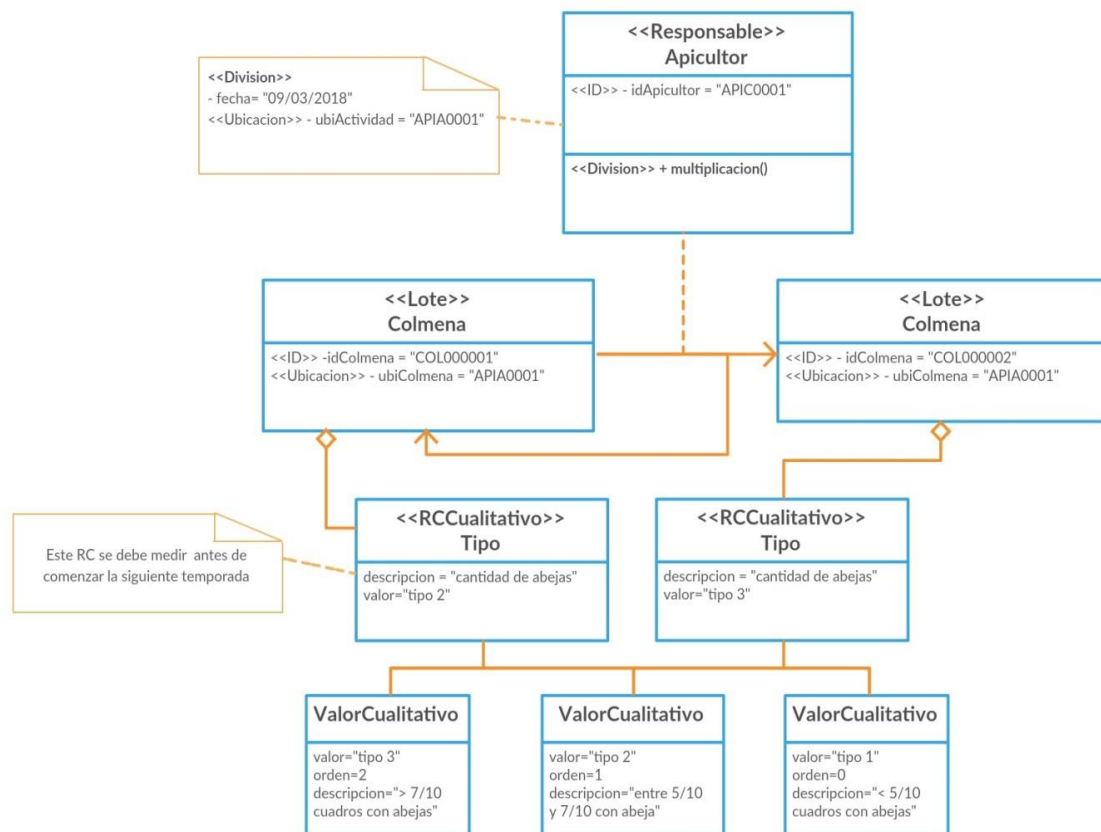 <<Division>>
- fecha= "09/03/2018"
<<Ubicacion>> - ubiActividad = "APIA0001"
<<Responsable>>
Apicultor
<<ID>> - idApicultor = "APIC0001"
<<Division>> + multiplicacion()
<<Lote>>
Colmena
<<ID>> -idColmena = "COL000001"
<<Ubicacion>> - ubiColmena = "APIA0001"
<<Lote>>
Colmena
<<ID>> - idColmena = "COL000002"
<<Ubicacion>> - ubiColmena = "APIA0001"
Este RC se debe medir antes de
comenzar la siguiente temporada
<<RCCualitativo>>
Tipo
descripcion = "cantidad de abejas"
valor="tipo 2"
<<RCCualitativo>>
Tipo
descripcion = "cantidad de abejas"
valor="tipo 3"
ValorCualitativo
valor="tipo 3"
orden=2
descripcion="> 7/10
cuadros con abejas"
ValorCualitativo
valor="tipo 2"
orden=1
descripcion="entre 5/10
y 7/10 con abeja"
ValorCualitativo
valor="tipo 1"
orden=0
descripcion="< 5/10
cuadros con abejas"